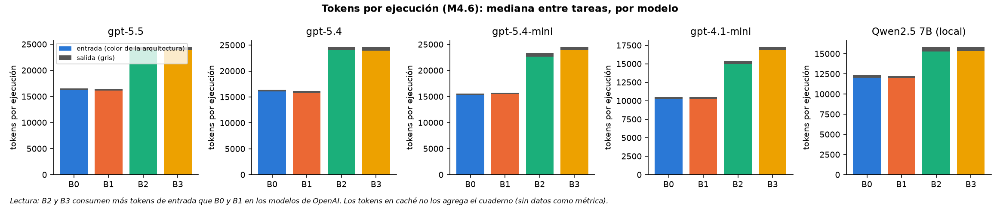 Tokens por ejecución (M4.6): mediana entre tareas, por modelo
gpt-5.5
tokens por ejecución
25000
20000
15000
10000
5000
0
entrada (color de la arquitectura)
salida (gris)
B0 B1 B2 B3
gpt-5.4
tokens por ejecución
25000
20000
15000
10000
5000
0
B0 B1 B2 B3
gpt-5.4-mini
tokens por ejecución
25000
20000
15000
10000
5000
0
B0 B1 B2 B3
gpt-4.1-mini
tokens por ejecución
17500
15000
12500
10000
7500
5000
2500
0
B0 B1 B2 B3
Qwen2.5 7B (local)
tokens por ejecución
15000
12500
10000
7500
5000
2500
0
B0 B1 B2 B3
Lectura: B2 y B3 consumen más tokens de entrada que B0 y B1 en los modelos de OpenAI. Los tokens en caché no los agrega el cuaderno (sin datos como métrica).